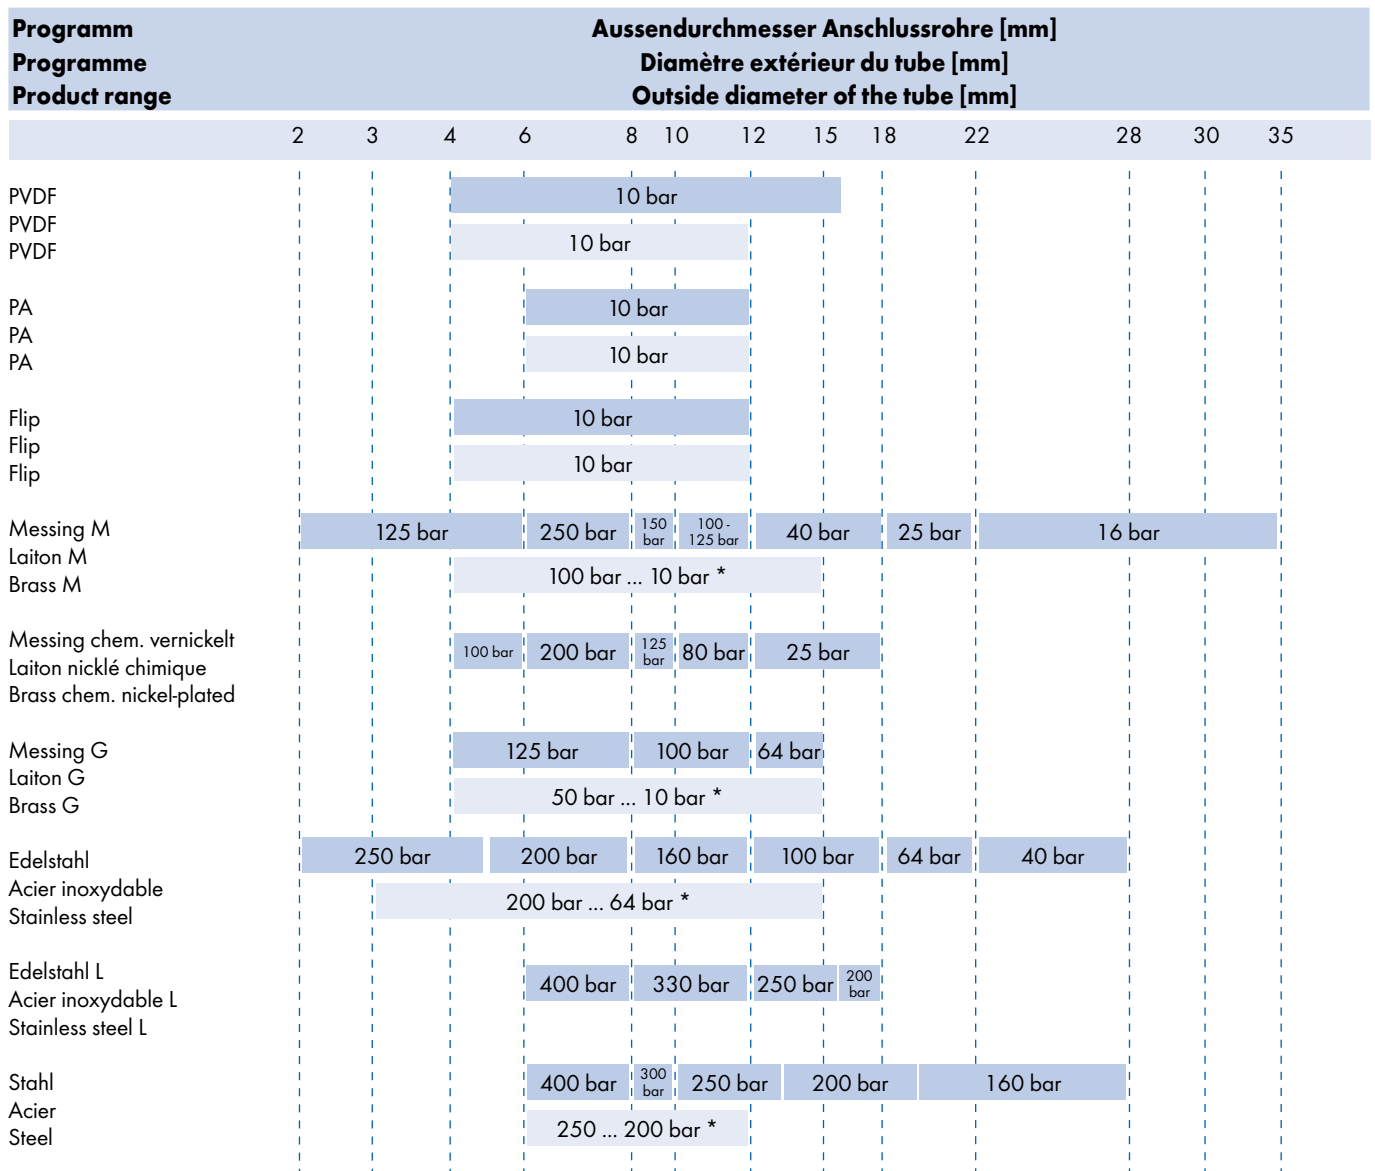 Programm Aussendurchmesser Anschlussrohre [mm]
Programme Diamètre extérieur du tube [mm]
Product range Outside diameter of the tube [mm]
2 3 4 6 8 10 12 15 18 22 28 30 35
PVDF 10 bar
PVDF
PVDF 10 bar
PA 10 bar
PA
PA 10 bar
Flip 10 bar
Flip
Flip 10 bar
Messing M 125 bar 250 bar 150 bar 100 - 125 bar 40 bar 25 bar 16 bar
Laiton M
Brass M 100 bar ... 10 bar *
Messing chem. vernickelt
Laiton nicklé chimique 100 bar 200 bar 125 bar 80 bar 25 bar
Brass chem. nickel-plated
Messing G 125 bar 100 bar 64 bar
Laiton G
Brass G 50 bar ... 10 bar *
Edelstahl 250 bar 200 bar 160 bar 100 bar 64 bar 40 bar
Acier inoxydable
Stainless steel 200 bar ... 64 bar *
Edelstahl L 400 bar 330 bar 250 bar 200 bar
Acier inoxydable L
Stainless steel L
Stahl 400 bar 300 bar 250 bar 200 bar 160 bar
Acier
Steel 250 ... 200 bar *